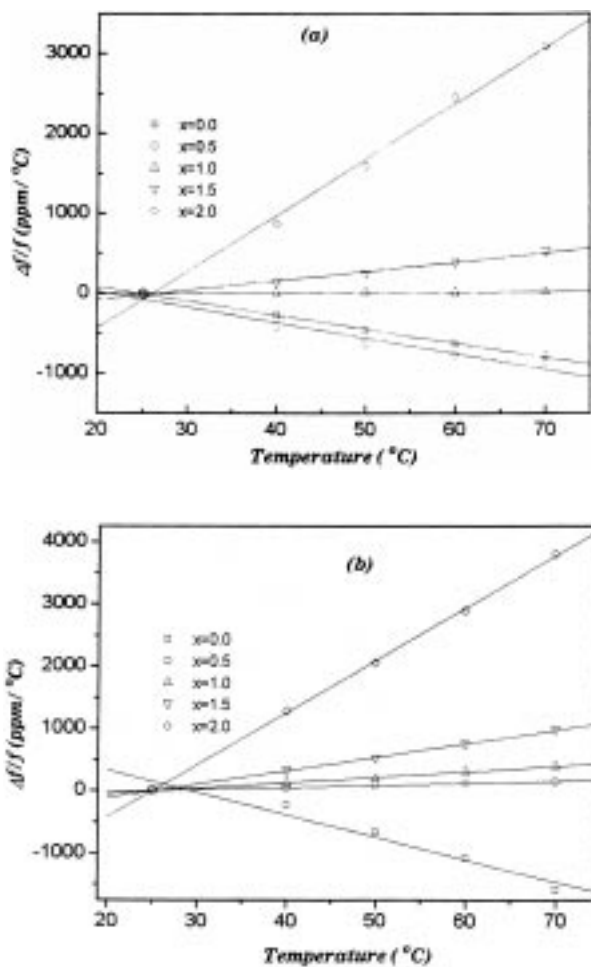 (a)
3000
2000
1000
0
-1000
x=0.0
x=0.5
x=1.0
x=1.5
x=2.0
Δf/f (ppm/ °C)
20 30 40 50 60 70
Temperature ( °C)
(b)
4000
3000
2000
1000
0
-1000
x=0.0
x=0.5
x=1.0
x=1.5
x=2.0
Δf/f (ppm/ °C)
20 30 40 50 60 70
Temperature ( °C)